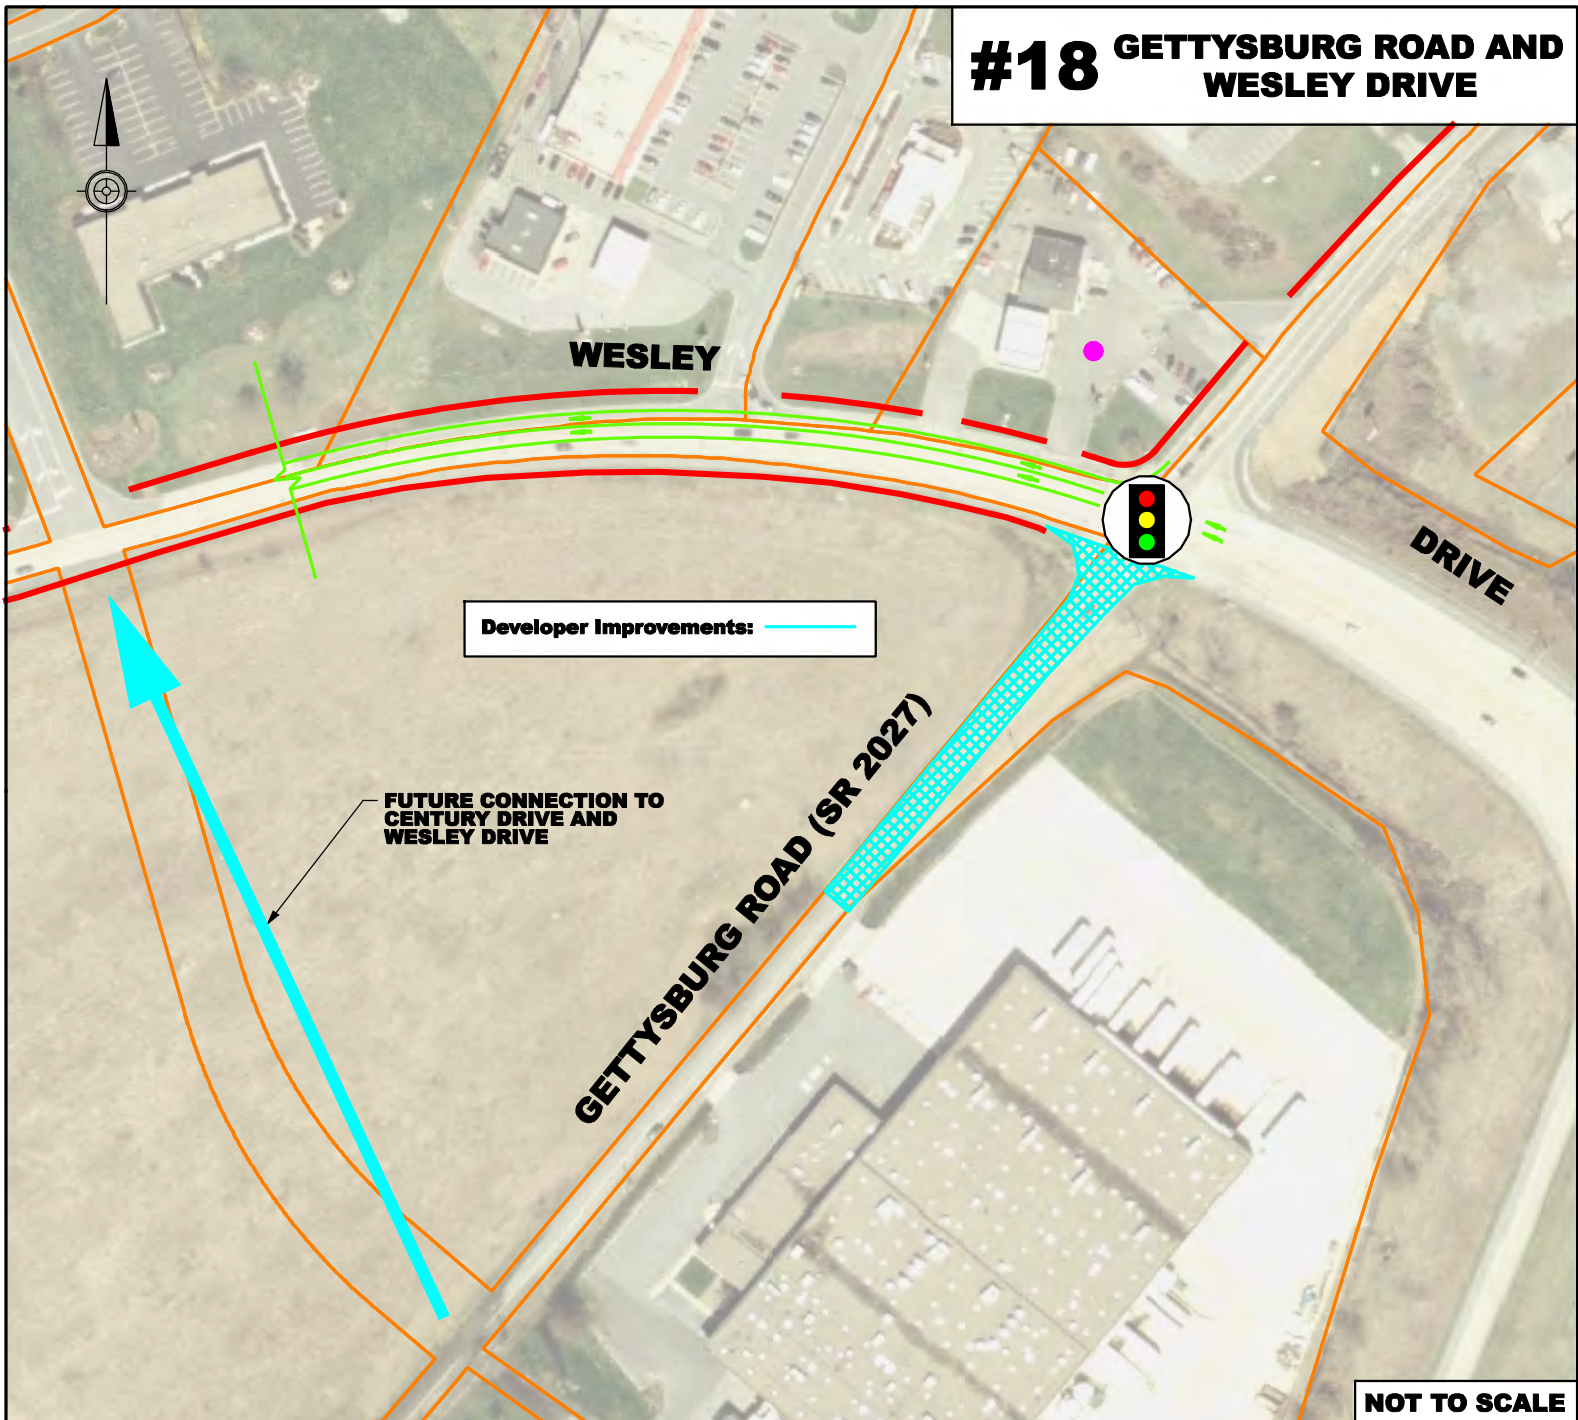 #18 GETTYSBURG ROAD AND
WESLEY DRIVE
WESLEY
DRIVE
Developer Improvements:
GETTYSBURG ROAD (SR 2027)
FUTURE CONNECTION TO
CENTURY DRIVE AND
WESLEY DRIVE
NOT TO SCALE